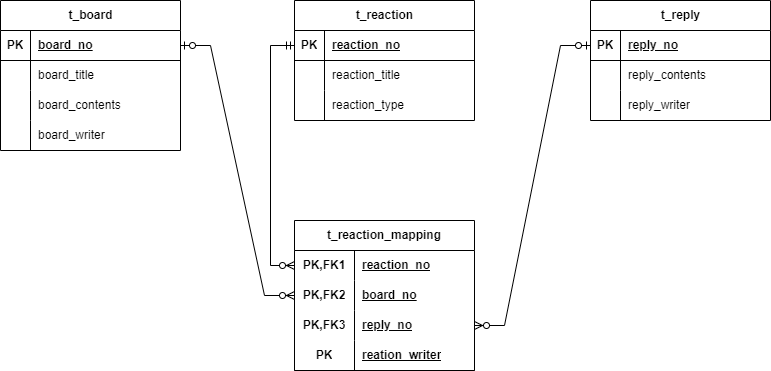 t_board
PK board_no
board_title
board_contents
board_writer
t_reaction
PK reaction_no
reaction_title
reaction_type
t_reply
PK reply_no
reply_contents
reply_writer
t_reaction_mapping
PK,FK1 reaction_no
PK,FK2 board_no
PK,FK3 reply_no
PK reation_writer